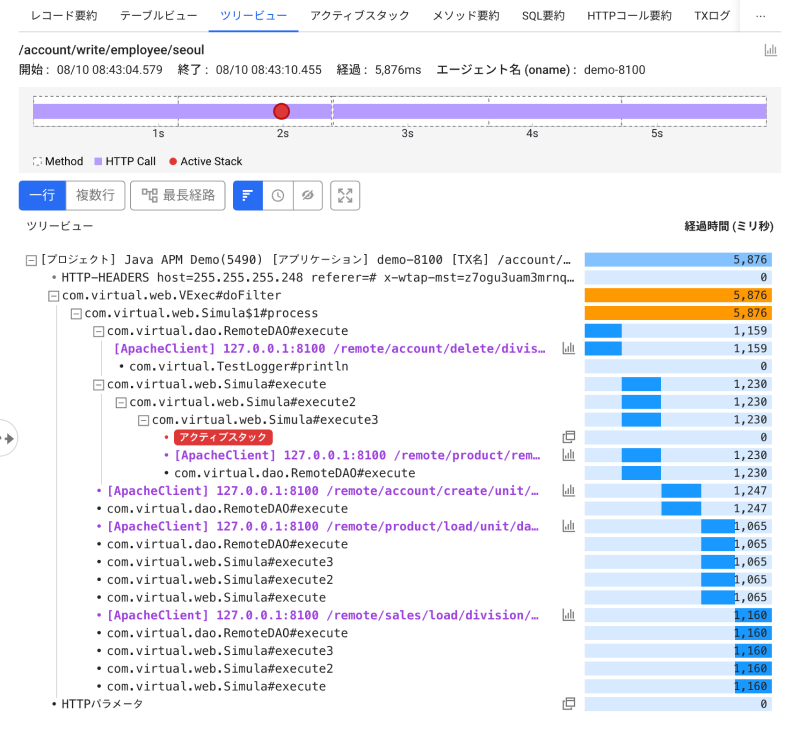 レコード要約 テーブルビュー ツリービュー アクティブスタック メソッド要約 SQL要約 HTTPコール要約 TXログ …
/account/write/employee/seoul
開始 : 08/10 08:43:04.579 終了 : 08/10 08:43:10.455 経過 : 5,876ms エージェント名 (oname) : demo-8100
1s 2s 3s 4s 5s
Method HTTP Call Active Stack
一行 複数行 最長経路
ツリービュー 経過時間 (ミリ秒)
[プロジェクト] Java APM Demo(5490) [アプリケーション] demo-8100 [TX名] /account/… 5,876
HTTP-HEADERS host=255.255.255.248 referer=# x-wtap-mst=z7ogu3uam3mrnq… 0
com.virtual.web.VExec#doFilter 5,876
com.virtual.web.Simula$1#process 5,876
com.virtual.dao.RemoteDAO#execute 1,159
[ApacheClient] 127.0.0.1:8100 /remote/account/delete/divis… 1,159
com.virtual.TestLogger#println 0
com.virtual.web.Simula#execute 1,230
com.virtual.web.Simula#execute2 1,230
com.virtual.web.Simula#execute3 1,230
アクティブスタック 0
[ApacheClient] 127.0.0.1:8100 /remote/product/rem… 1,230
com.virtual.dao.RemoteDAO#execute 1,230
[ApacheClient] 127.0.0.1:8100 /remote/account/create/unit/… 1,247
com.virtual.dao.RemoteDAO#execute 1,247
[ApacheClient] 127.0.0.1:8100 /remote/product/load/unit/da… 1,065
com.virtual.dao.RemoteDAO#execute 1,065
com.virtual.web.Simula#execute3 1,065
com.virtual.web.Simula#execute2 1,065
com.virtual.web.Simula#execute 1,065
[ApacheClient] 127.0.0.1:8100 /remote/sales/load/division/… 1,160
com.virtual.dao.RemoteDAO#execute 1,160
com.virtual.web.Simula#execute3 1,160
com.virtual.web.Simula#execute2 1,160
com.virtual.web.Simula#execute 1,160
HTTPパラメータ 0